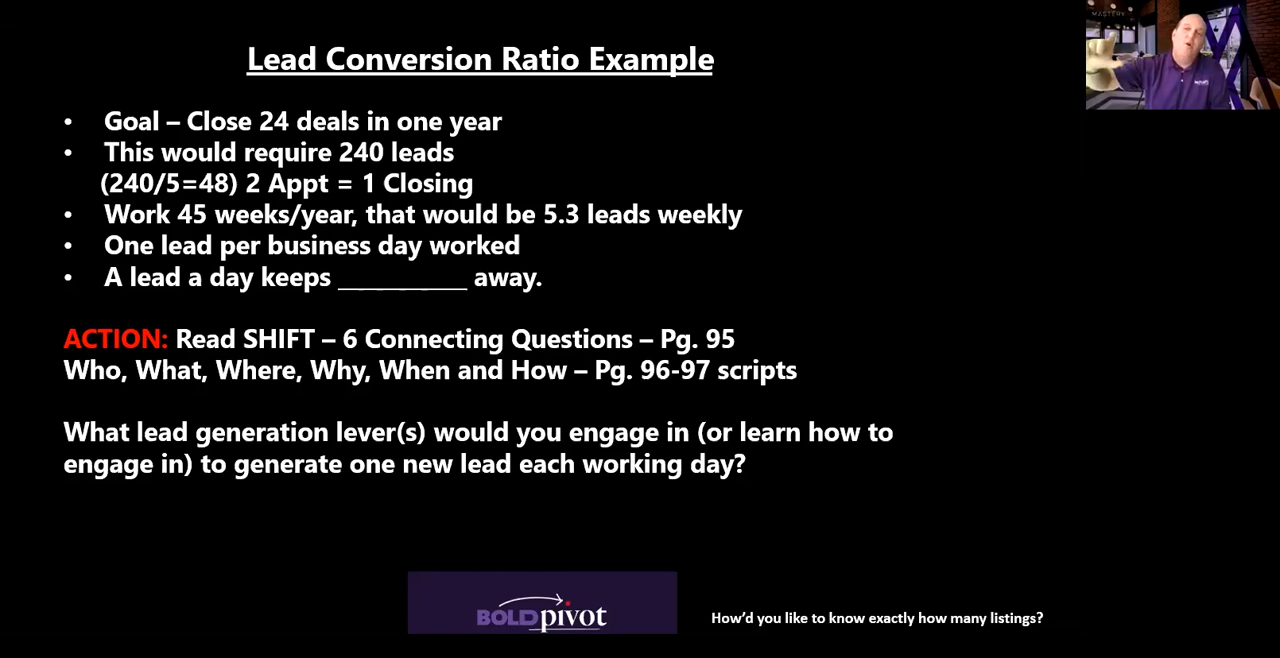 MASTERY
Lead Conversion Ratio Example
• Goal – Close 24 deals in one year
• This would require 240 leads
(240/5=48) 2 Appt = 1 Closing
• Work 45 weeks/year, that would be 5.3 leads weekly
• One lead per business day worked
• A lead a day keeps __________ away.
ACTION: Read SHIFT – 6 Connecting Questions – Pg. 95
Who, What, Where, Why, When and How – Pg. 96-97 scripts
What lead generation lever(s) would you engage in (or learn how to
engage in) to generate one new lead each working day?
BOLDpivot
How’d you like to know exactly how many listings?